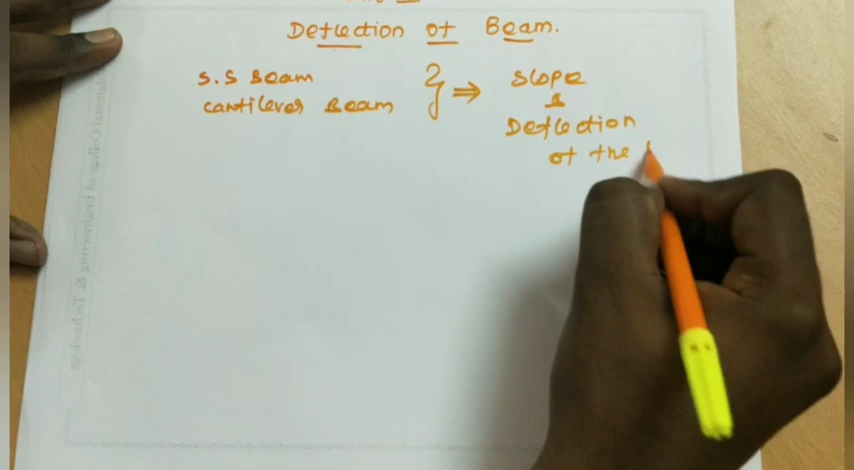 Deflection of Beam.
S.S Beam
Cantilever Beam
} ⇒ Slope
&
Deflection
of the